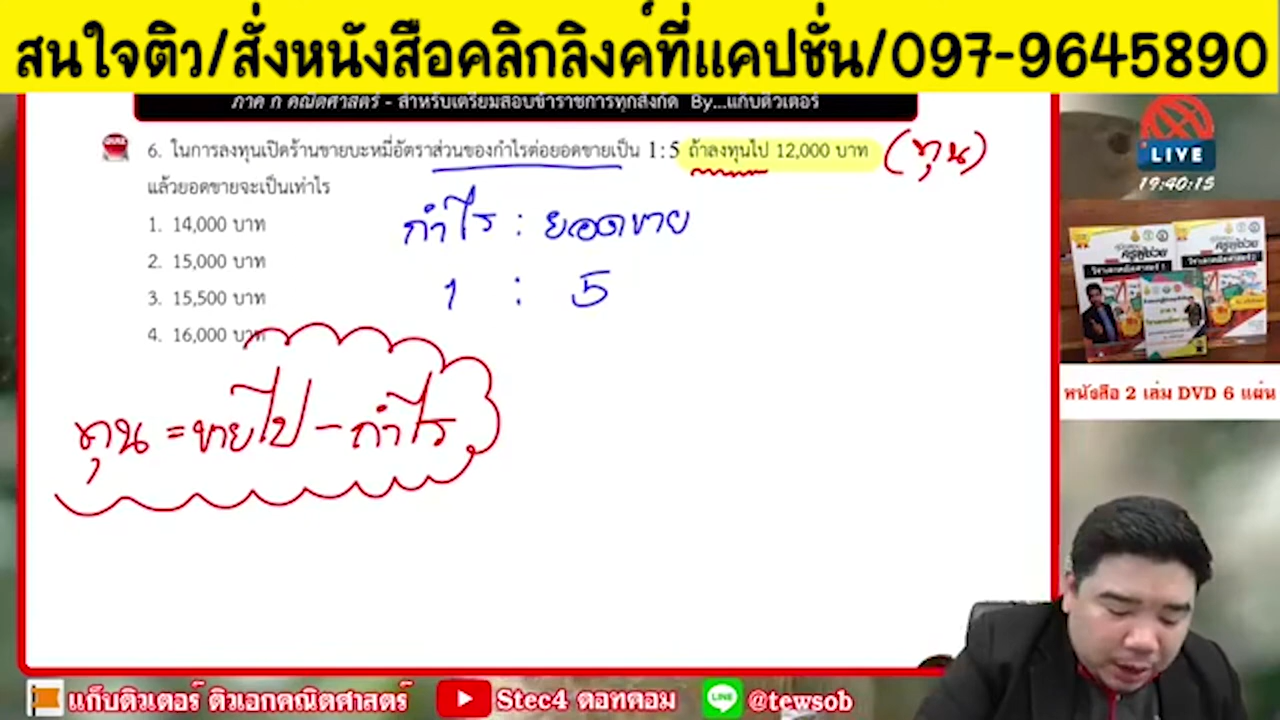 สนใจติว/สั่งหนังสือคลิกลิงค์ที่แคปชั่น/097-9645890
ภาค ก คณิตศาสตร์ - สำหรับเตรียมสอบข้าราชการทุกสังกัด By...แก๊บติวเตอร์
6. ในการลงทุนเปิดร้านขายบะหมี่อัตราส่วนของกำไรต่อยอดขายเป็น 1:5 ถ้าลงทุนไป 12,000 บาท (ทุน)
แล้วยอดขายจะเป็นเท่าไร
1. 14,000 บาท
2. 15,000 บาท
3. 15,500 บาท
4. 16,000 บาท
กำไร : ยอดขาย
1 : 5
ทุน = ขายไป - กำไร
LIVE
19:40:15
หนังสือ 2 เล่ม DVD 6 แผ่น
แก๊บติวเตอร์ ติวเอกคณิตศาสตร์
Stec4 ดอทคอม
LINE
@tewsob